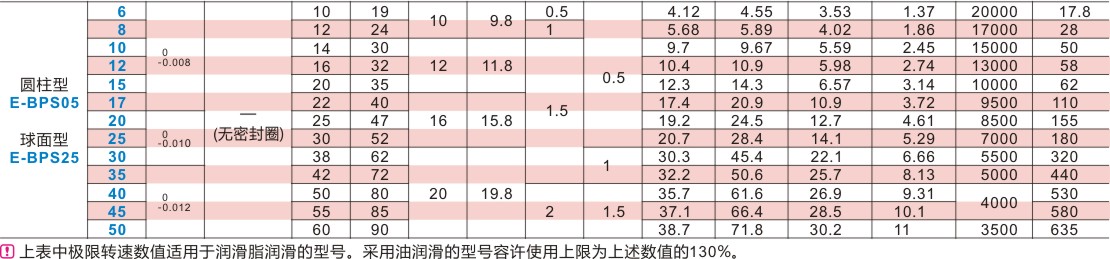 6 10 19 10 9.8 0.5 4.12 4.55 3.53 1.37 20000 17.8
8 12 24 1 5.68 5.89 4.02 1.86 17000 28
10 0 14 30 9.7 9.67 5.59 2.45 15000 50
12 -0.008 16 32 12 11.8 10.4 10.9 5.98 2.74 13000 58
圆柱型 15 20 35 0.5 12.3 14.3 6.57 3.14 10000 62
E-BPS05 17 22 40 1.5 17.4 20.9 10.9 3.72 9500 110
20 — 25 47 16 15.8 19.2 24.5 12.7 4.61 8500 155
球面型 25 0 -0.010 (无密封圈) 30 52 20.7 28.4 14.1 5.29 7000 180
E-BPS25 30 38 62 1 30.3 45.4 22.1 6.66 5500 320
35 42 72 32.2 50.6 25.7 8.13 5000 440
40 0 50 80 20 19.8 35.7 61.6 26.9 9.31 4000 530
45 -0.012 55 85 2 1.5 37.1 66.4 28.5 10.1 580
50 60 90 38.7 71.8 30.2 11 3500 635
! 上表中极限转速数值适用于润滑脂润滑的型号。采用油润滑的型号容许使用上限为上述数值的130%。